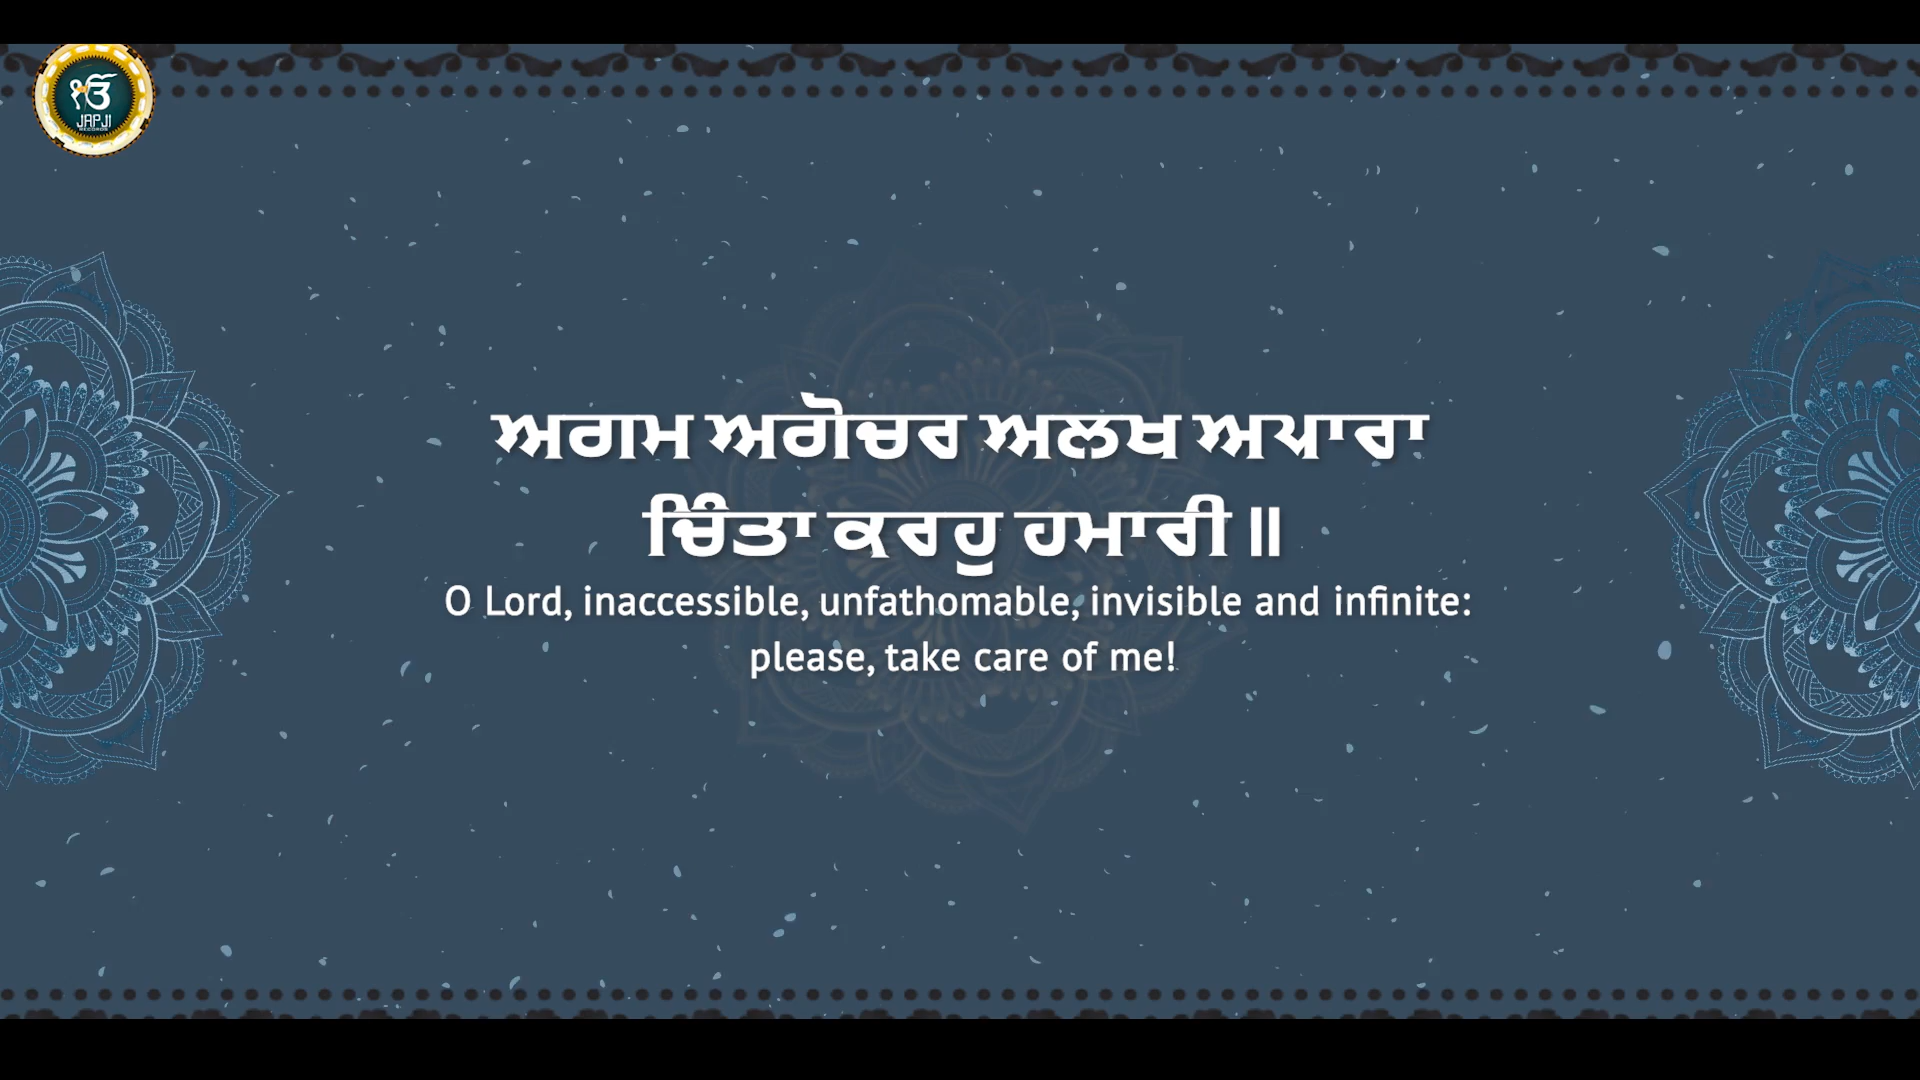 ੴ
JAPJI
RECORDS
ਅਗਮ ਅਗੋਚਰ ਅਲਖ ਅਪਾਰਾ
ਚਿੰਤਾ ਕਰਹੁ ਹਮਾਰੀ ॥
O Lord, inaccessible, unfathomable, invisible and infinite:
please, take care of me!